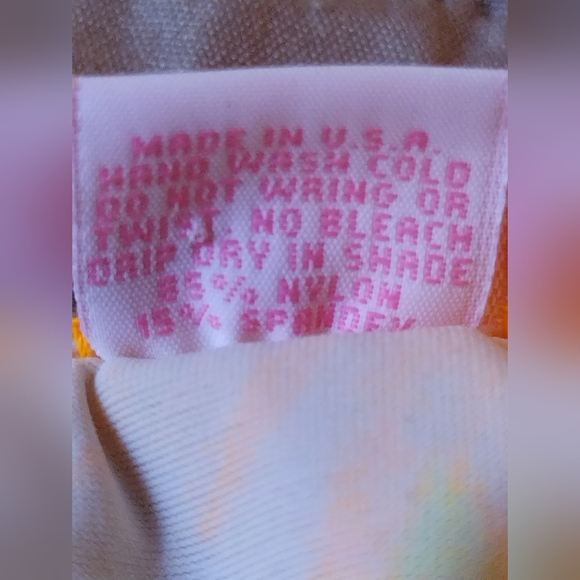 MADE IN U.S.A.
HAND WASH COLD
DO NOT WRING OR
TWIST. NO BLEACH
DRIP DRY IN SHADE
85% NYLON
15% SPANDEX